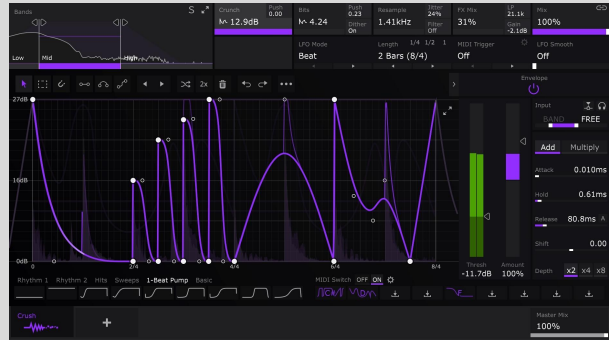 Bands
S
Low
Mid
High
Crunch
Push
0.00
12.9dB
Bits
Push
0.23
4.24
Dither
On
Resample
Jitter
24%
1.41kHz
Filter
Off
FX Mix
LP
21.1k
31%
Gain
-2.1dB
Mix
100%
LFO Mode
Beat
Length
1/4 1/2 1
2 Bars (8/4)
MIDI Trigger
Off
LFO Smooth
Off
2x
27dB
16dB
0dB
0
2/4
4/4
6/4
8/4
Envelope
Input
BAND
FREE
Add
Multiply
Attack
0.010ms
Hold
0.61ms
Release
80.8ms
A
Shift
0.00
Depth
x2
x4
x8
Thresh
-11.7dB
Amount
100%
Rhythm 1
Rhythm 2
Hits
Sweeps
1-Beat Pump
Basic
MIDI Switch
OFF
ON
Crush
+
Master Mix
100%